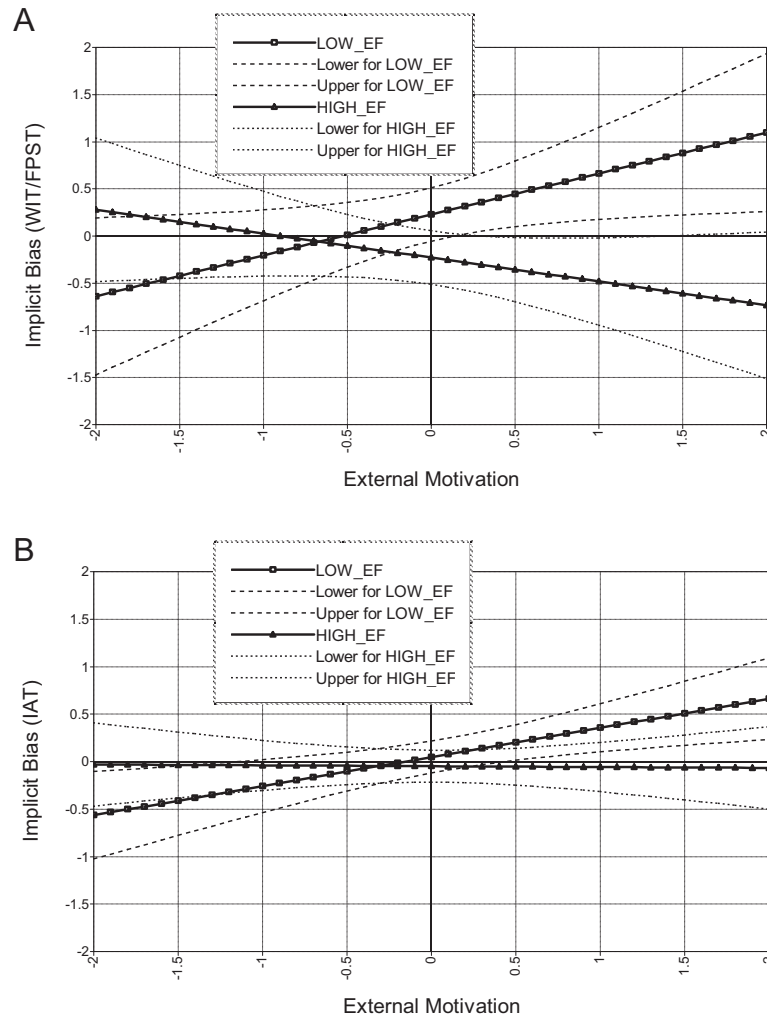 A
LOW_EF
Lower for LOW_EF
Upper for LOW_EF
HIGH_EF
Lower for HIGH_EF
Upper for HIGH_EF
Implicit Bias (WIT/FPST)
2
1.5
1
0.5
0
-0.5
-1
-1.5
-2
-2
-1.5
-1
-0.5
0
0.5
1
1.5
2
External Motivation
B
LOW_EF
Lower for LOW_EF
Upper for LOW_EF
HIGH_EF
Lower for HIGH_EF
Upper for HIGH_EF
Implicit Bias (IAT)
2
1.5
1
0.5
0
-0.5
-1
-1.5
-2
-2
-1.5
-1
-0.5
0
0.5
1
1.5
2
External Motivation